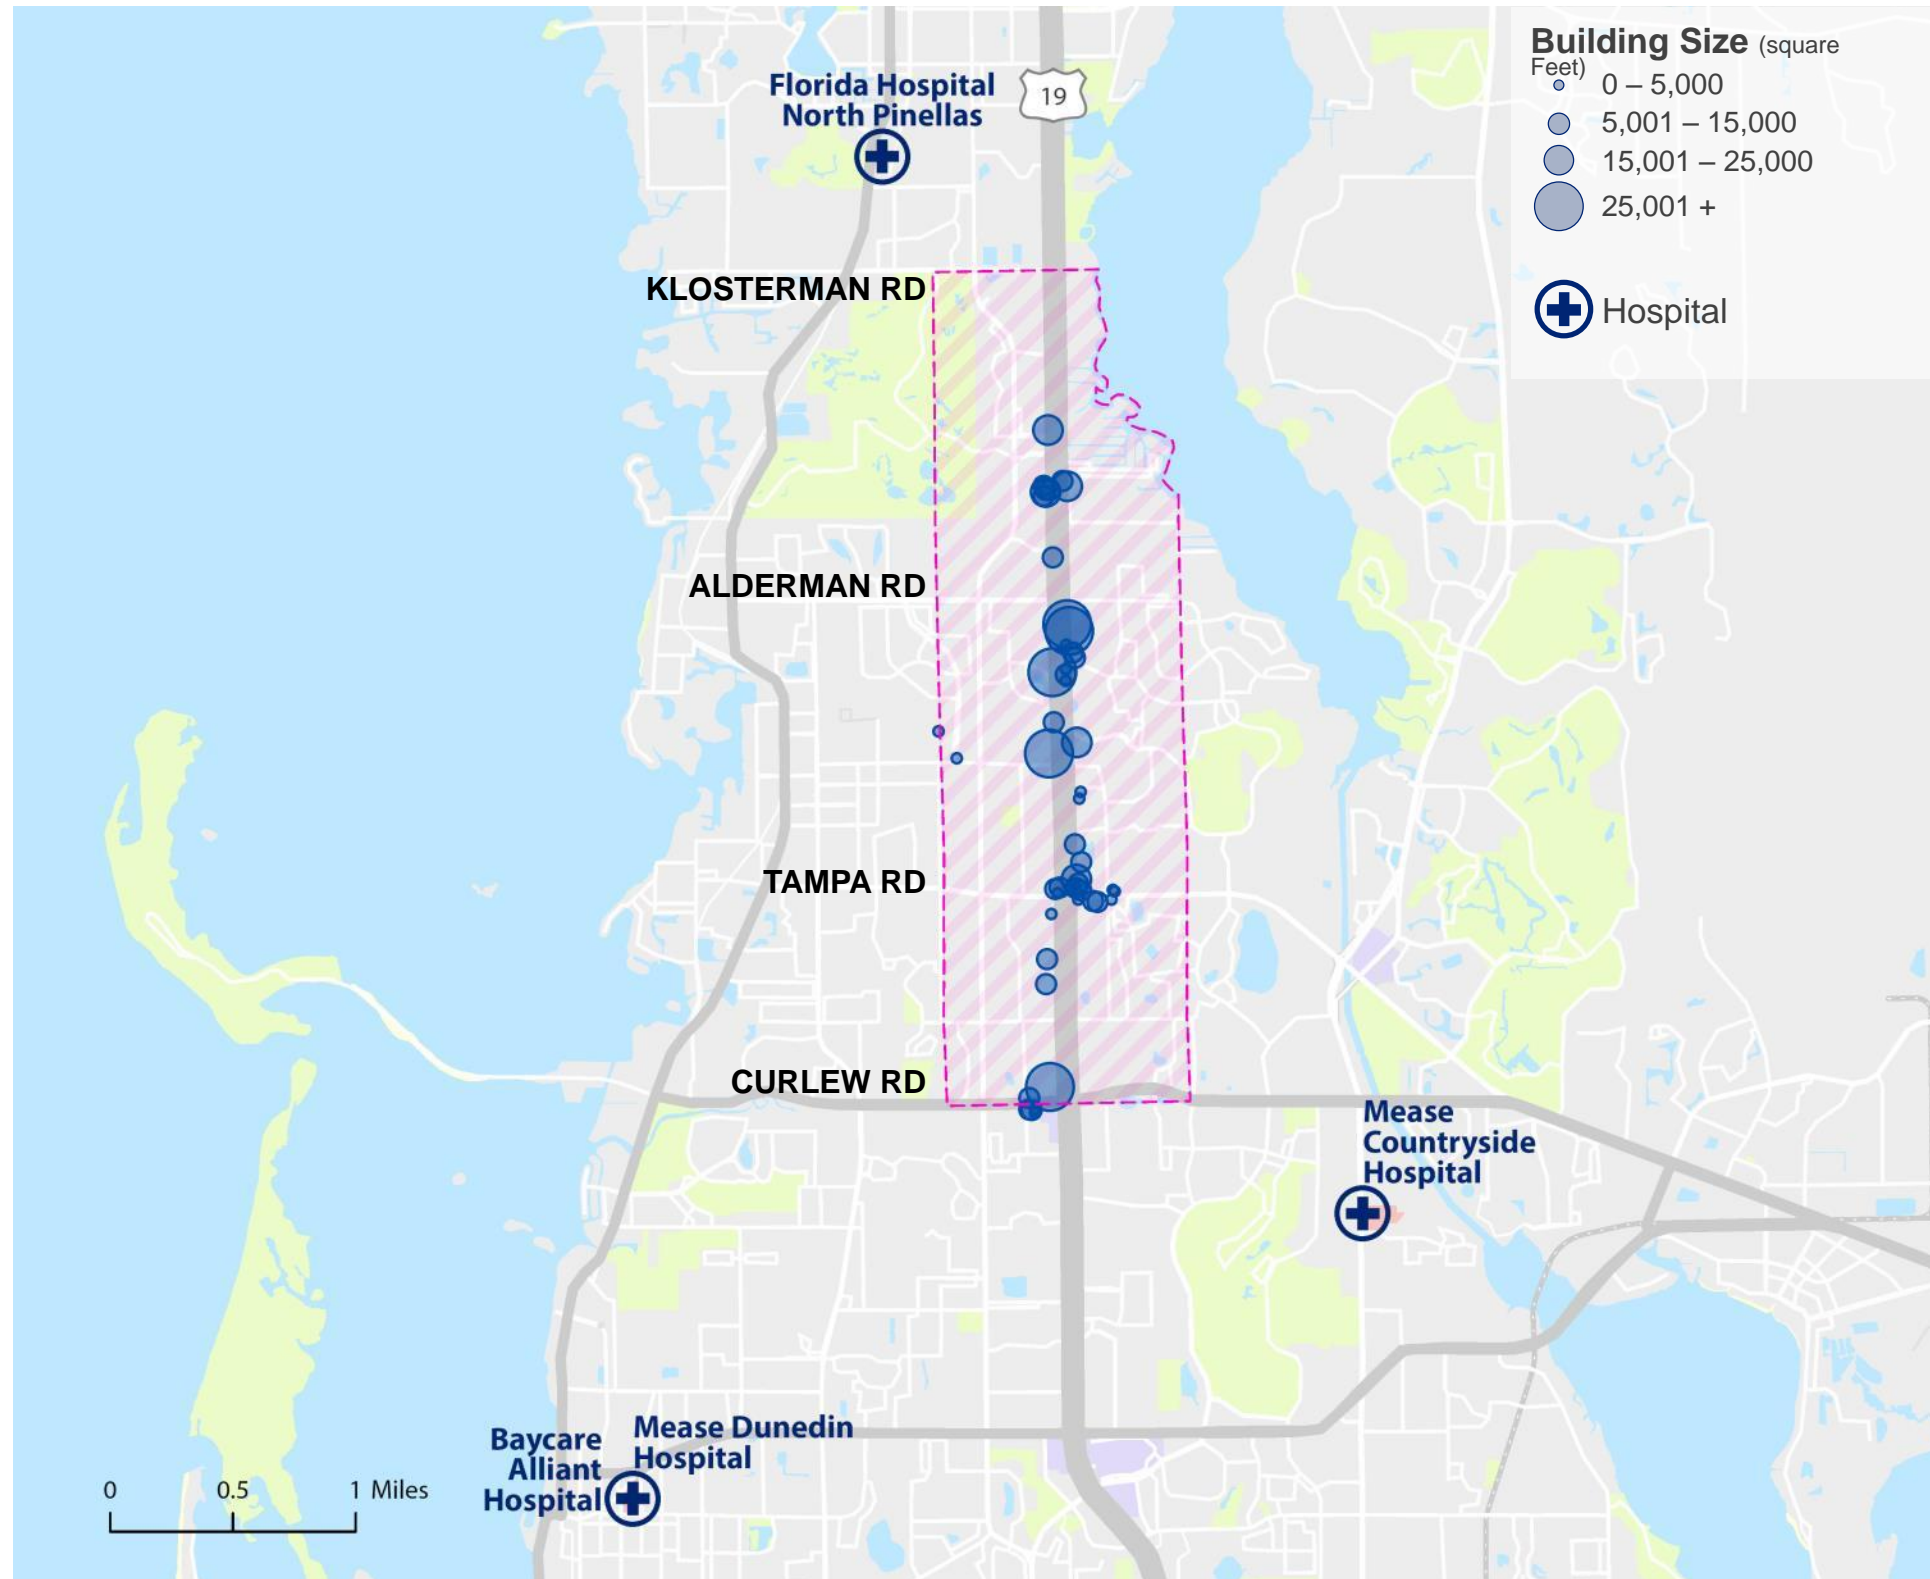 Building Size (square
Feet)
0 – 5,000
5,001 – 15,000
15,001 – 25,000
25,001 +
Hospital
Florida Hospital
North Pinellas
19
KLOSTERMAN RD
ALDERMAN RD
TAMPA RD
CURLEW RD
Mease
Countryside
Hospital
Mease Dunedin
Hospital
Baycare
Alliant
Hospital
0 0.5 1 Miles